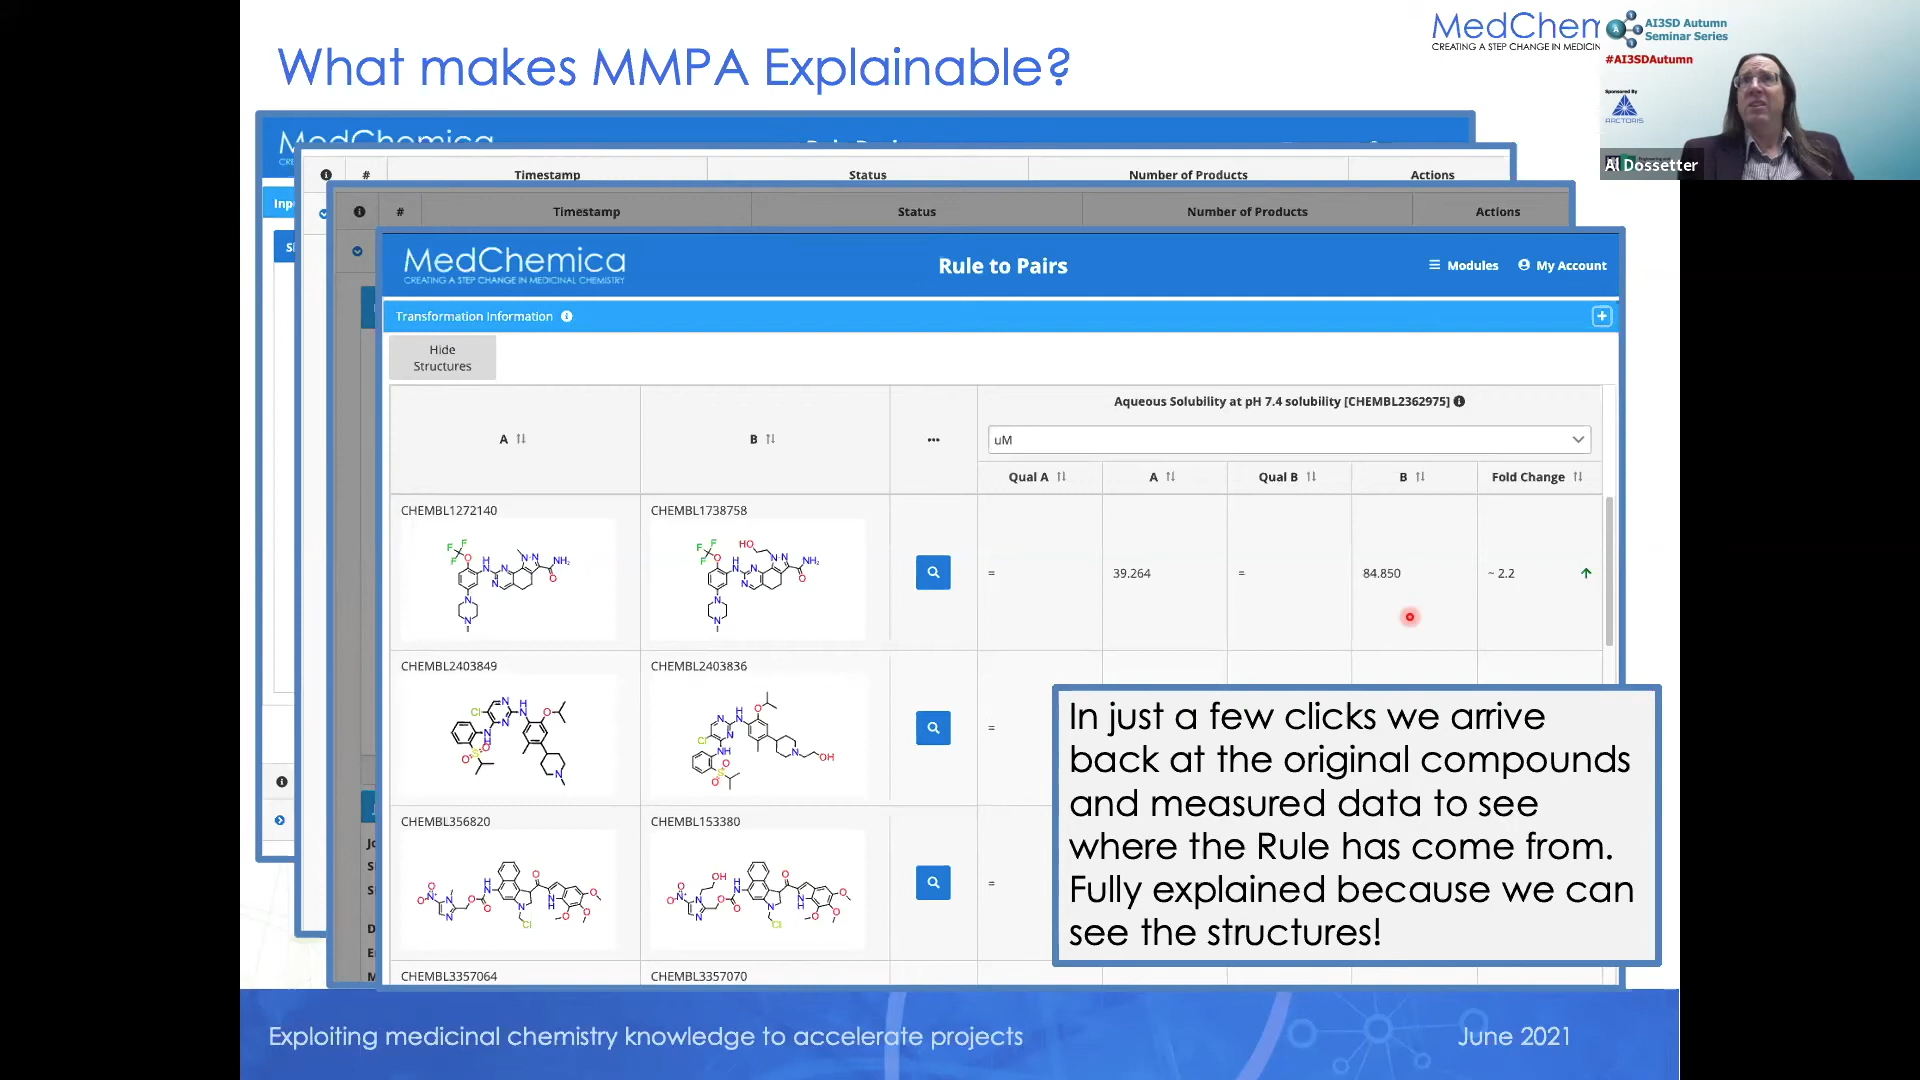 What makes MMPA Explainable?
MedChem
CREATING A STEP CHANGE IN MEDICIN
AI3SD Autumn
Seminar Series
#AI3SDAutumn
Sponsored By
ARCTORIS
Al Dossetter
MedChemica
Inp
# Timestamp Status Number of Products Actions
# Timestamp Status Number of Products Actions
MedChemica
CREATING A STEP CHANGE IN MEDICINAL CHEMISTRY
Rule to Pairs
Modules My Account
Transformation Information
Hide
Structures
Aqueous Solubility at pH 7.4 solubility [CHEMBL2362975]
A B ...
uM
Qual A A Qual B B Fold Change
CHEMBL1272140 CHEMBL1738758
= 39.264 = 84.850 ~ 2.2
CHEMBL2403849 CHEMBL2403836
=
CHEMBL356820 CHEMBL153380
=
CHEMBL3357064 CHEMBL3357070
In just a few clicks we arrive
back at the original compounds
and measured data to see
where the Rule has come from.
Fully explained because we can
see the structures!
Exploiting medicinal chemistry knowledge to accelerate projects
June 2021